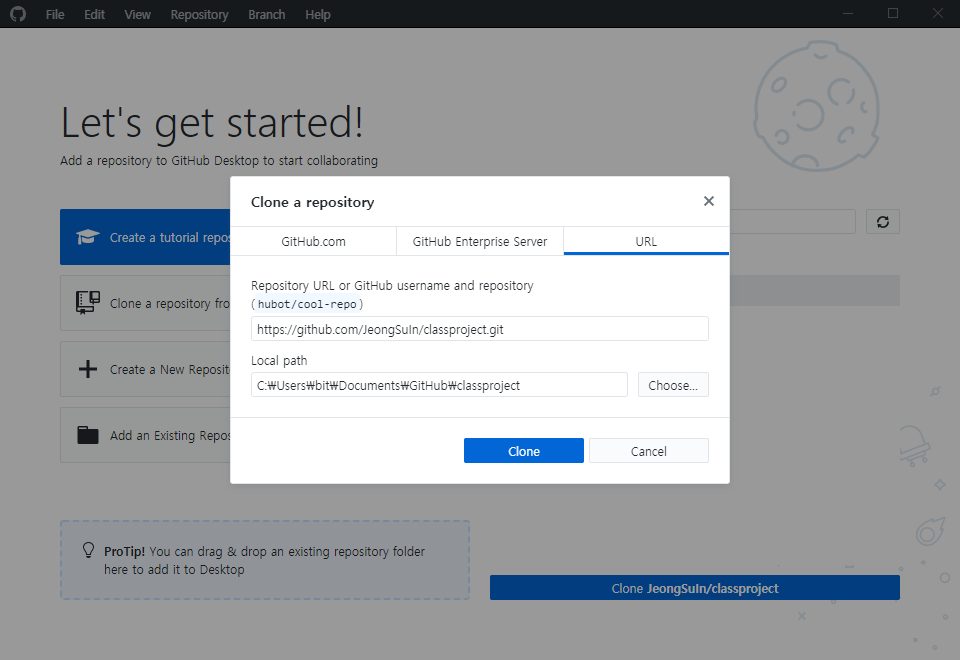 File Edit View Repository Branch Help
Let's get started!
Add a repository to GitHub Desktop to start collaborating
Create a tutorial repos
Clone a repository fro
Create a New Reposit
Add an Existing Repos
Clone a repository
GitHub.com GitHub Enterprise Server URL
Repository URL or GitHub username and repository
(hubot/cool-repo)
https://github.com/JeongSuIn/classproject.git
Local path
C:₩Users₩bit₩Documents₩GitHub₩classproject Choose...
Clone Cancel
ProTip! You can drag & drop an existing repository folder
here to add it to Desktop
Clone JeongSuIn/classproject